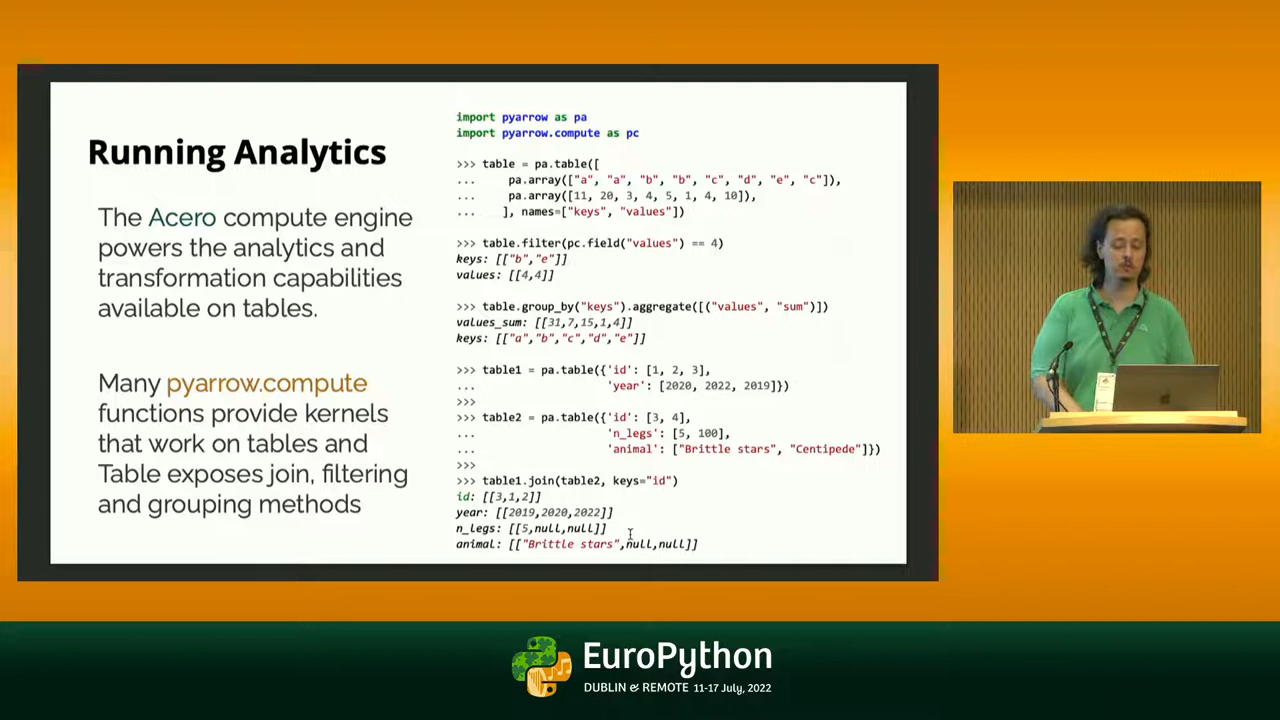 Running Analytics
The Acero compute engine
powers the analytics and
transformation capabilities
available on tables.
Many pyarrow.compute
functions provide kernels
that work on tables and
Table exposes join, filtering
and grouping methods
import pyarrow as pa
import pyarrow.compute as pc
>>> table = pa.table([
...     pa.array(["a", "a", "b", "b", "c", "d", "e", "c"]),
...     pa.array([11, 20, 3, 4, 5, 1, 4, 10]),
...    ], names=["keys", "values"])
>>> table.filter(pc.field("values") == 4)
keys: [["b","e"]]
values: [[4,4]]
>>> table.group_by("keys").aggregate([("values", "sum")])
values_sum: [[31,7,15,1,4]]
keys: [["a","b","c","d","e"]]
>>> table1 = pa.table({'id': [1, 2, 3],
...                    'year': [2020, 2022, 2019]})
>>>
>>> table2 = pa.table({'id': [3, 4],
...                    'n_legs': [5, 100],
...                    'animal': ["Brittle stars", "Centipede"]})
>>>
>>> table1.join(table2, keys="id")
id: [[3,1,2]]
year: [[2019,2020,2022]]
n_legs: [[5,null,null]]
animal: [["Brittle stars",null,null]]
EuroPython
DUBLIN & REMOTE 11-17 July, 2022